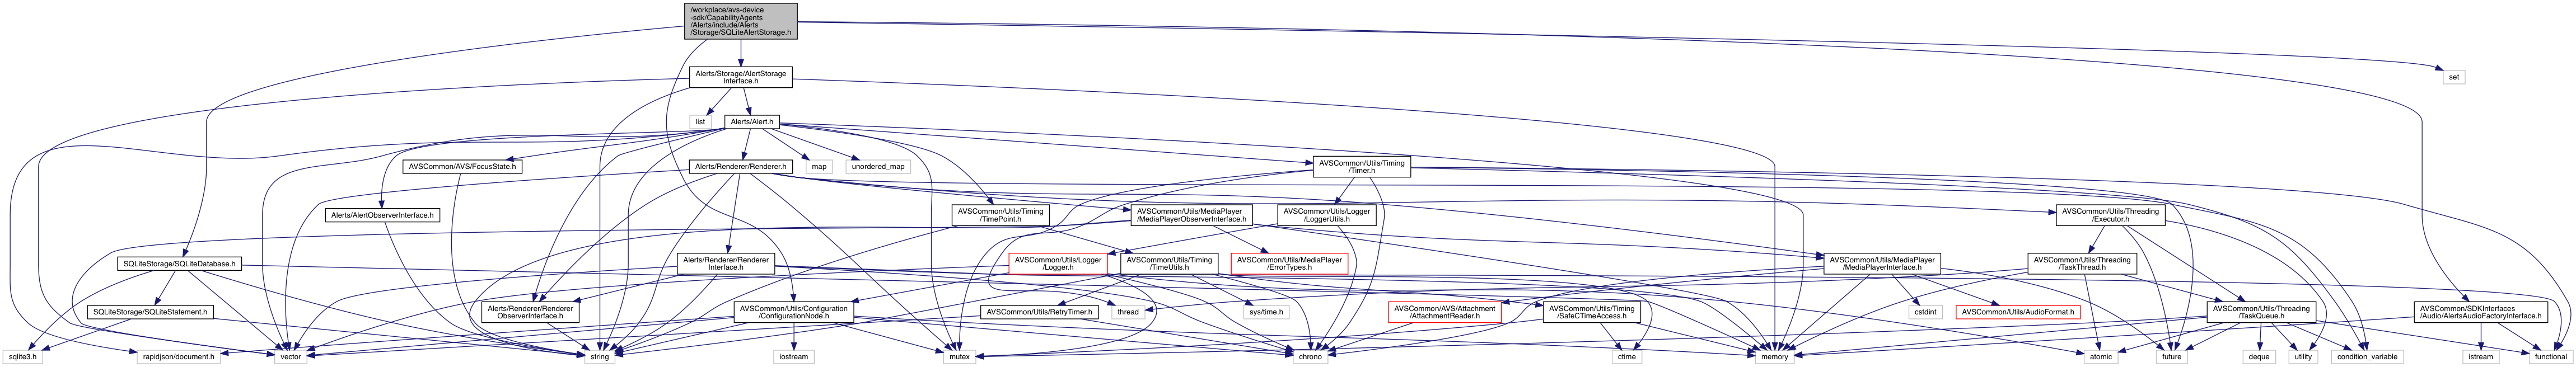 /workplace/avs-device
-sdk/CapabilityAgents
/Alerts/include/Alerts
/Storage/SQLiteAlertStorage.h
Alerts/Storage/AlertStorage
Interface.h
set
list
Alerts/Alert.h
AVSCommon/AVS/FocusState.h
Alerts/Renderer/Renderer.h
map
unordered_map
AVSCommon/Utils/Timing
/Timer.h
Alerts/AlertObserverInterface.h
AVSCommon/Utils/Timing
/TimePoint.h
AVSCommon/Utils/MediaPlayer
/MediaPlayerObserverInterface.h
AVSCommon/Utils/Logger
/LoggerUtils.h
AVSCommon/Utils/Threading
/Executor.h
SQLiteStorage/SQLiteDatabase.h
Alerts/Renderer/Renderer
Interface.h
AVSCommon/Utils/Logger
/Logger.h
AVSCommon/Utils/Timing
/TimeUtils.h
AVSCommon/Utils/MediaPlayer
/ErrorTypes.h
AVSCommon/Utils/MediaPlayer
/MediaPlayerInterface.h
AVSCommon/Utils/Threading
/TaskThread.h
SQLiteStorage/SQLiteStatement.h
Alerts/Renderer/Renderer
ObserverInterface.h
AVSCommon/Utils/Configuration
/ConfigurationNode.h
thread
AVSCommon/Utils/RetryTimer.h
sys/time.h
AVSCommon/AVS/Attachment
/AttachmentReader.h
AVSCommon/Utils/Timing
/SafeCTimeAccess.h
cstdint
AVSCommon/Utils/AudioFormat.h
AVSCommon/Utils/Threading
/TaskQueue.h
AVSCommon/SDKInterfaces
/Audio/AlertsAudioFactoryInterface.h
sqlite3.h
rapidjson/document.h
vector
string
iostream
mutex
chrono
ctime
memory
atomic
future
deque
utility
condition_variable
istream
functional